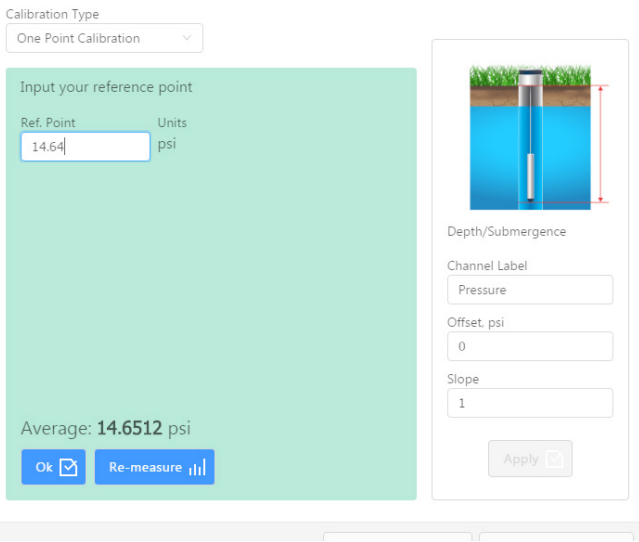 Calibration Type
One Point Calibration
Input your reference point
Ref. Point Units
14.64 psi
Average: 14.6512 psi
Ok Re-measure
Depth/Submergence
Channel Label
Pressure
Offset, psi
0
Slope
1
Apply